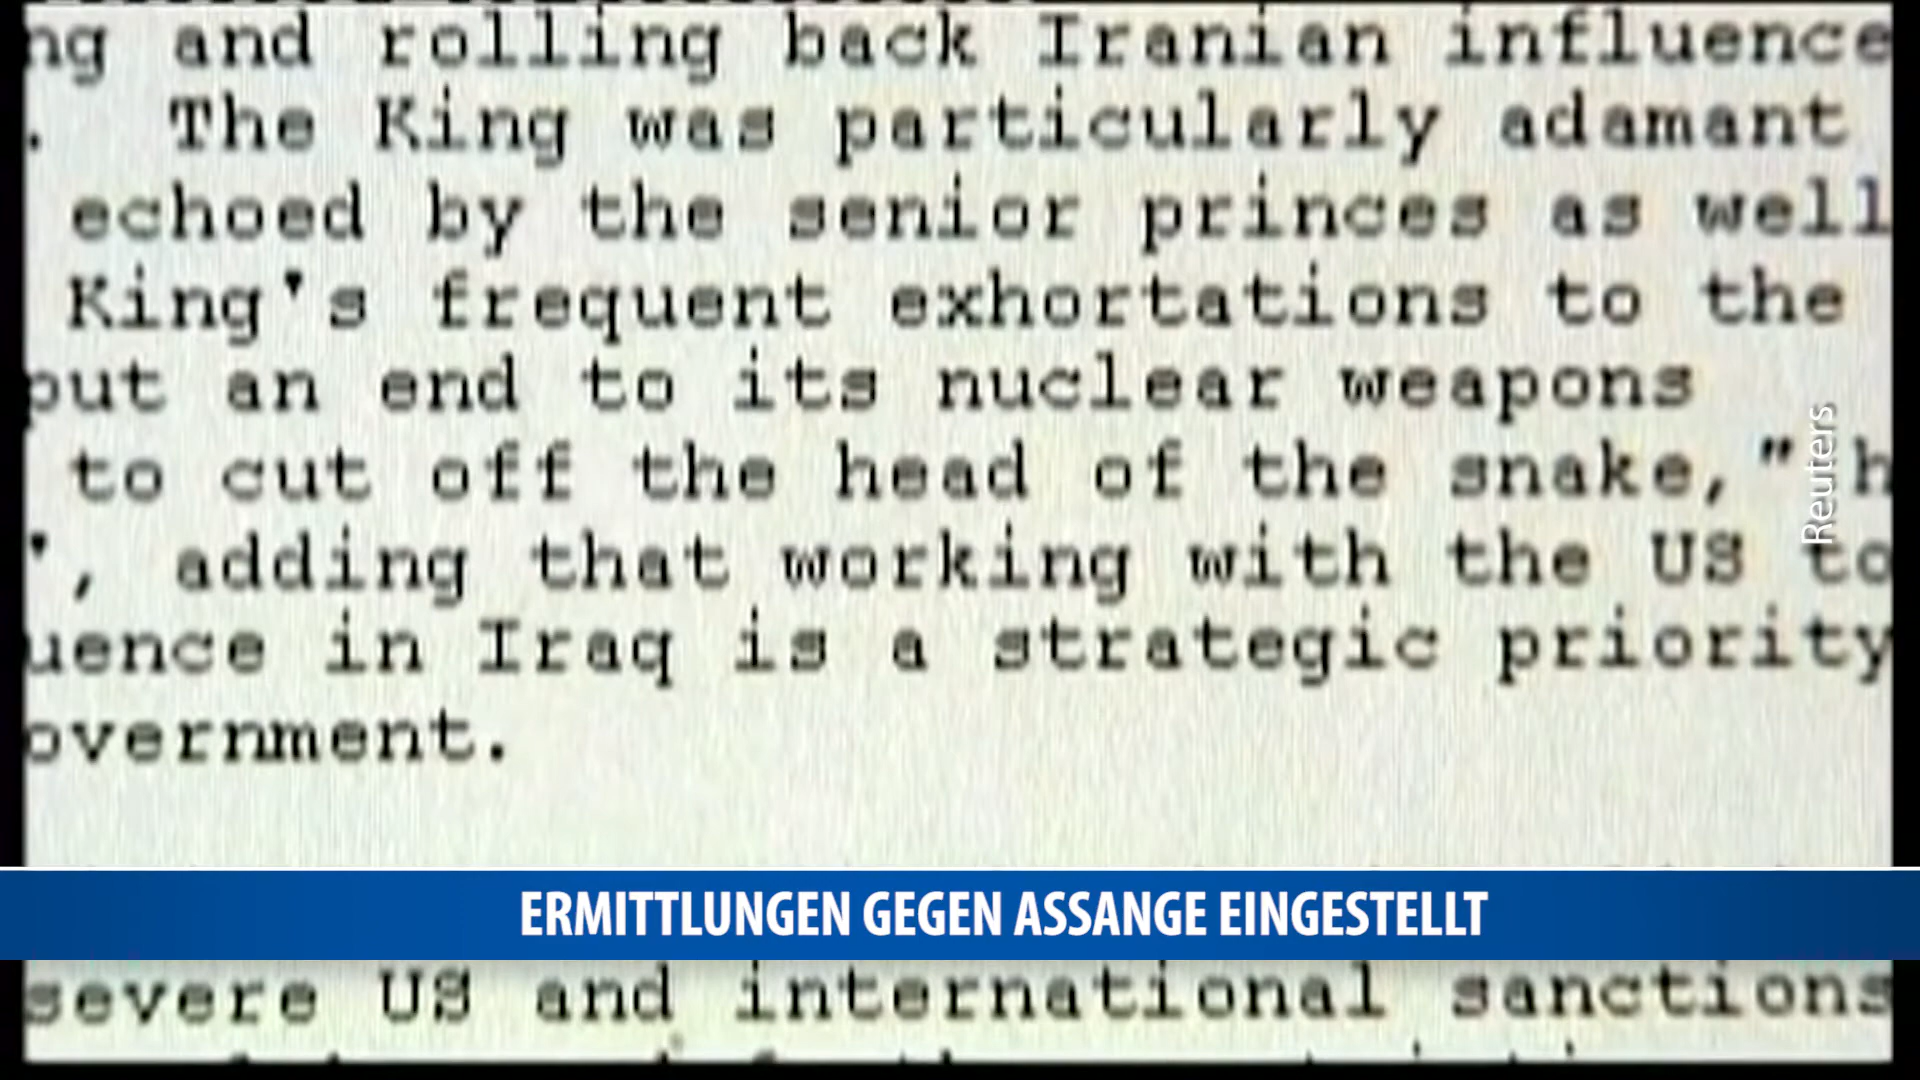 ng and rolling back Iranian influence
. The King was particularly adamant
echoed by the senior princes as well
King's frequent exhortations to the
put an end to its nuclear weapons
to cut off the head of the snake," h
', adding that working with the US to
uence in Iraq is a strategic priority
overnment.
Reuters
ERMITTLUNGEN GEGEN ASSANGE EINGESTELLT
severe US and international sanctions